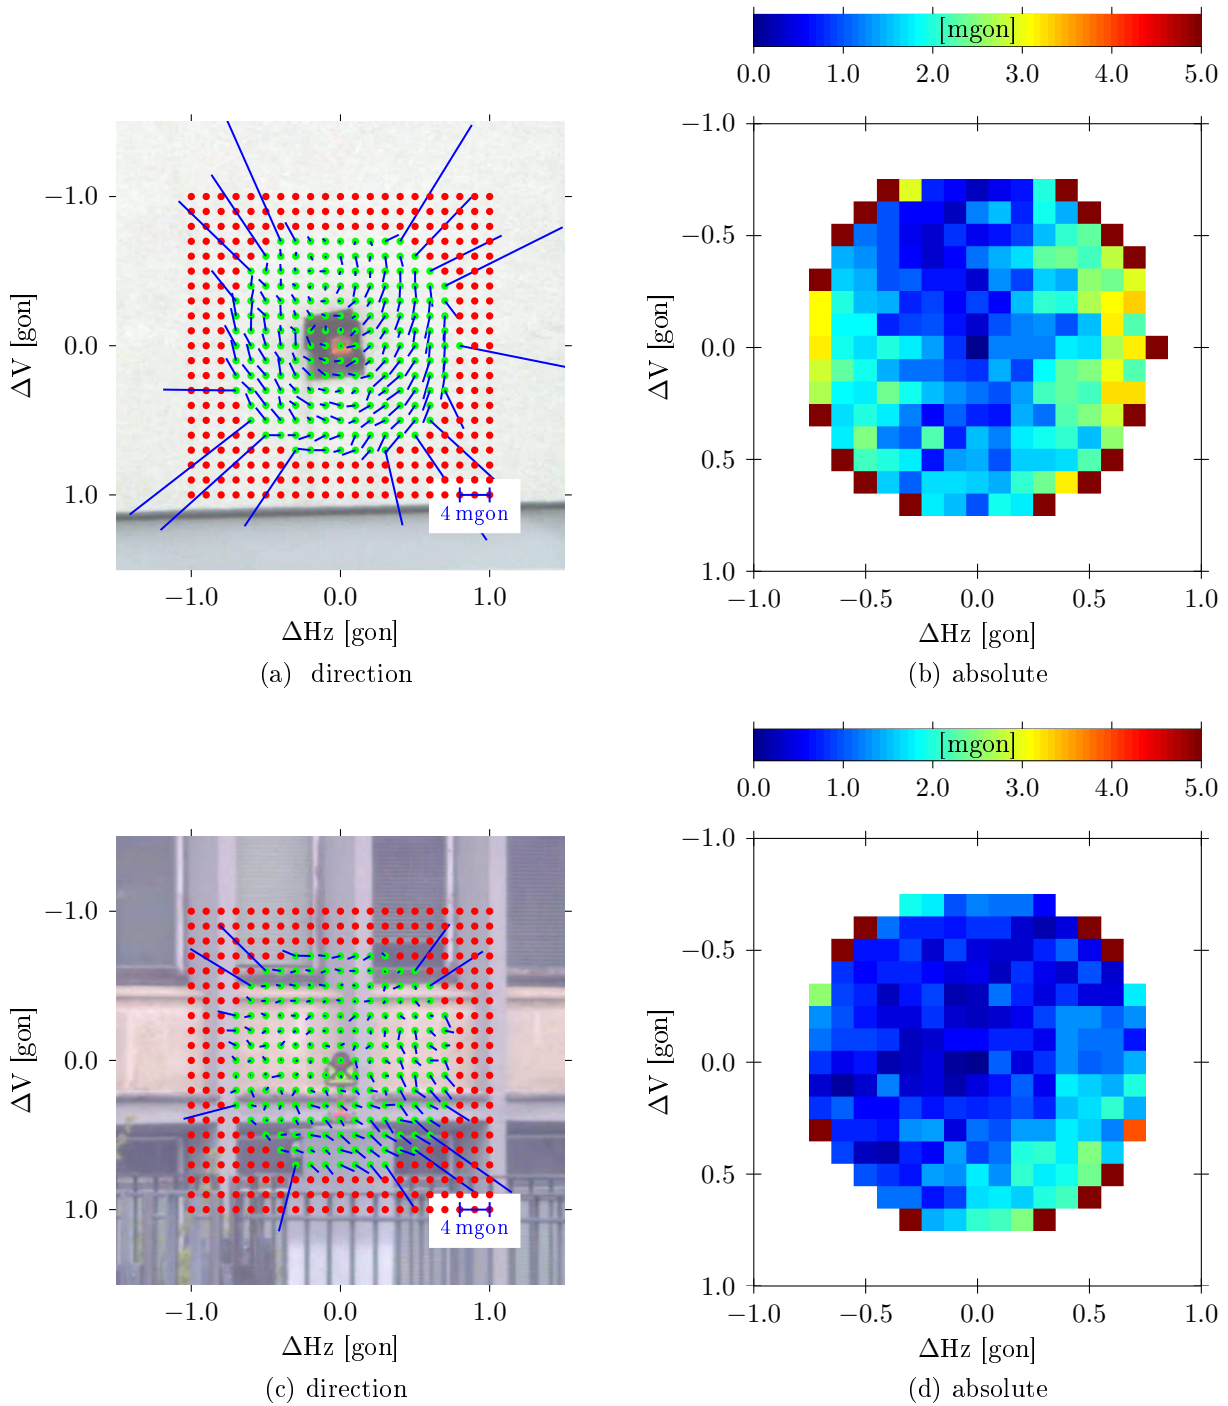 [mgon]
0.0 1.0 2.0 3.0 4.0 5.0
−1.0
0.0
1.0
ΔV [gon]
4 mgon
−1.0 0.0 1.0
ΔHz [gon]
(a) direction
−1.0
−0.5
0.0
0.5
1.0
ΔV [gon]
−1.0 −0.5 0.0 0.5 1.0
ΔHz [gon]
(b) absolute
[mgon]
0.0 1.0 2.0 3.0 4.0 5.0
−1.0
0.0
1.0
ΔV [gon]
4 mgon
−1.0 0.0 1.0
ΔHz [gon]
(c) direction
−1.0
−0.5
0.0
0.5
1.0
ΔV [gon]
−1.0 −0.5 0.0 0.5 1.0
ΔHz [gon]
(d) absolute